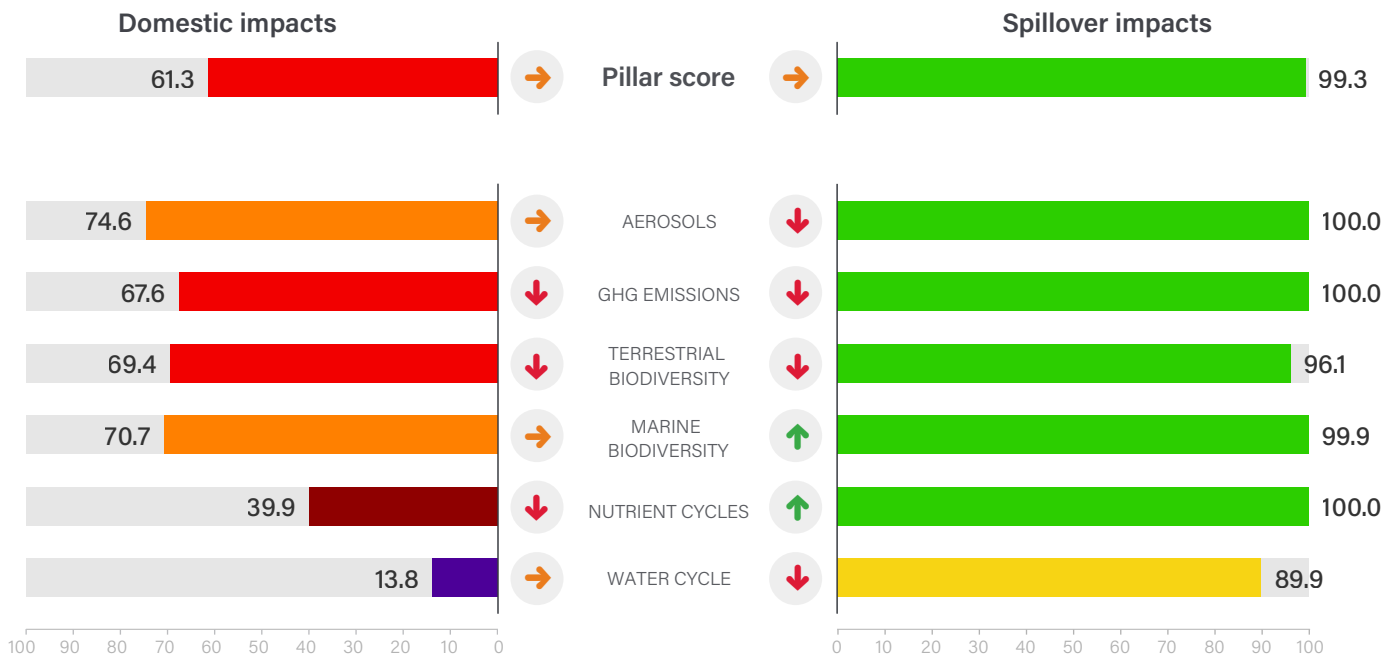 Domestic impacts
Spillover impacts
61.3
Pillar score
99.3
74.6
AEROSOLS
100.0
67.6
GHG EMISSIONS
100.0
69.4
TERRESTRIAL
BIODIVERSITY
96.1
70.7
MARINE
BIODIVERSITY
99.9
39.9
NUTRIENT CYCLES
100.0
13.8
WATER CYCLE
89.9
100 90 80 70 60 50 40 30 20 10 0
0 10 20 30 40 50 60 70 80 90 100